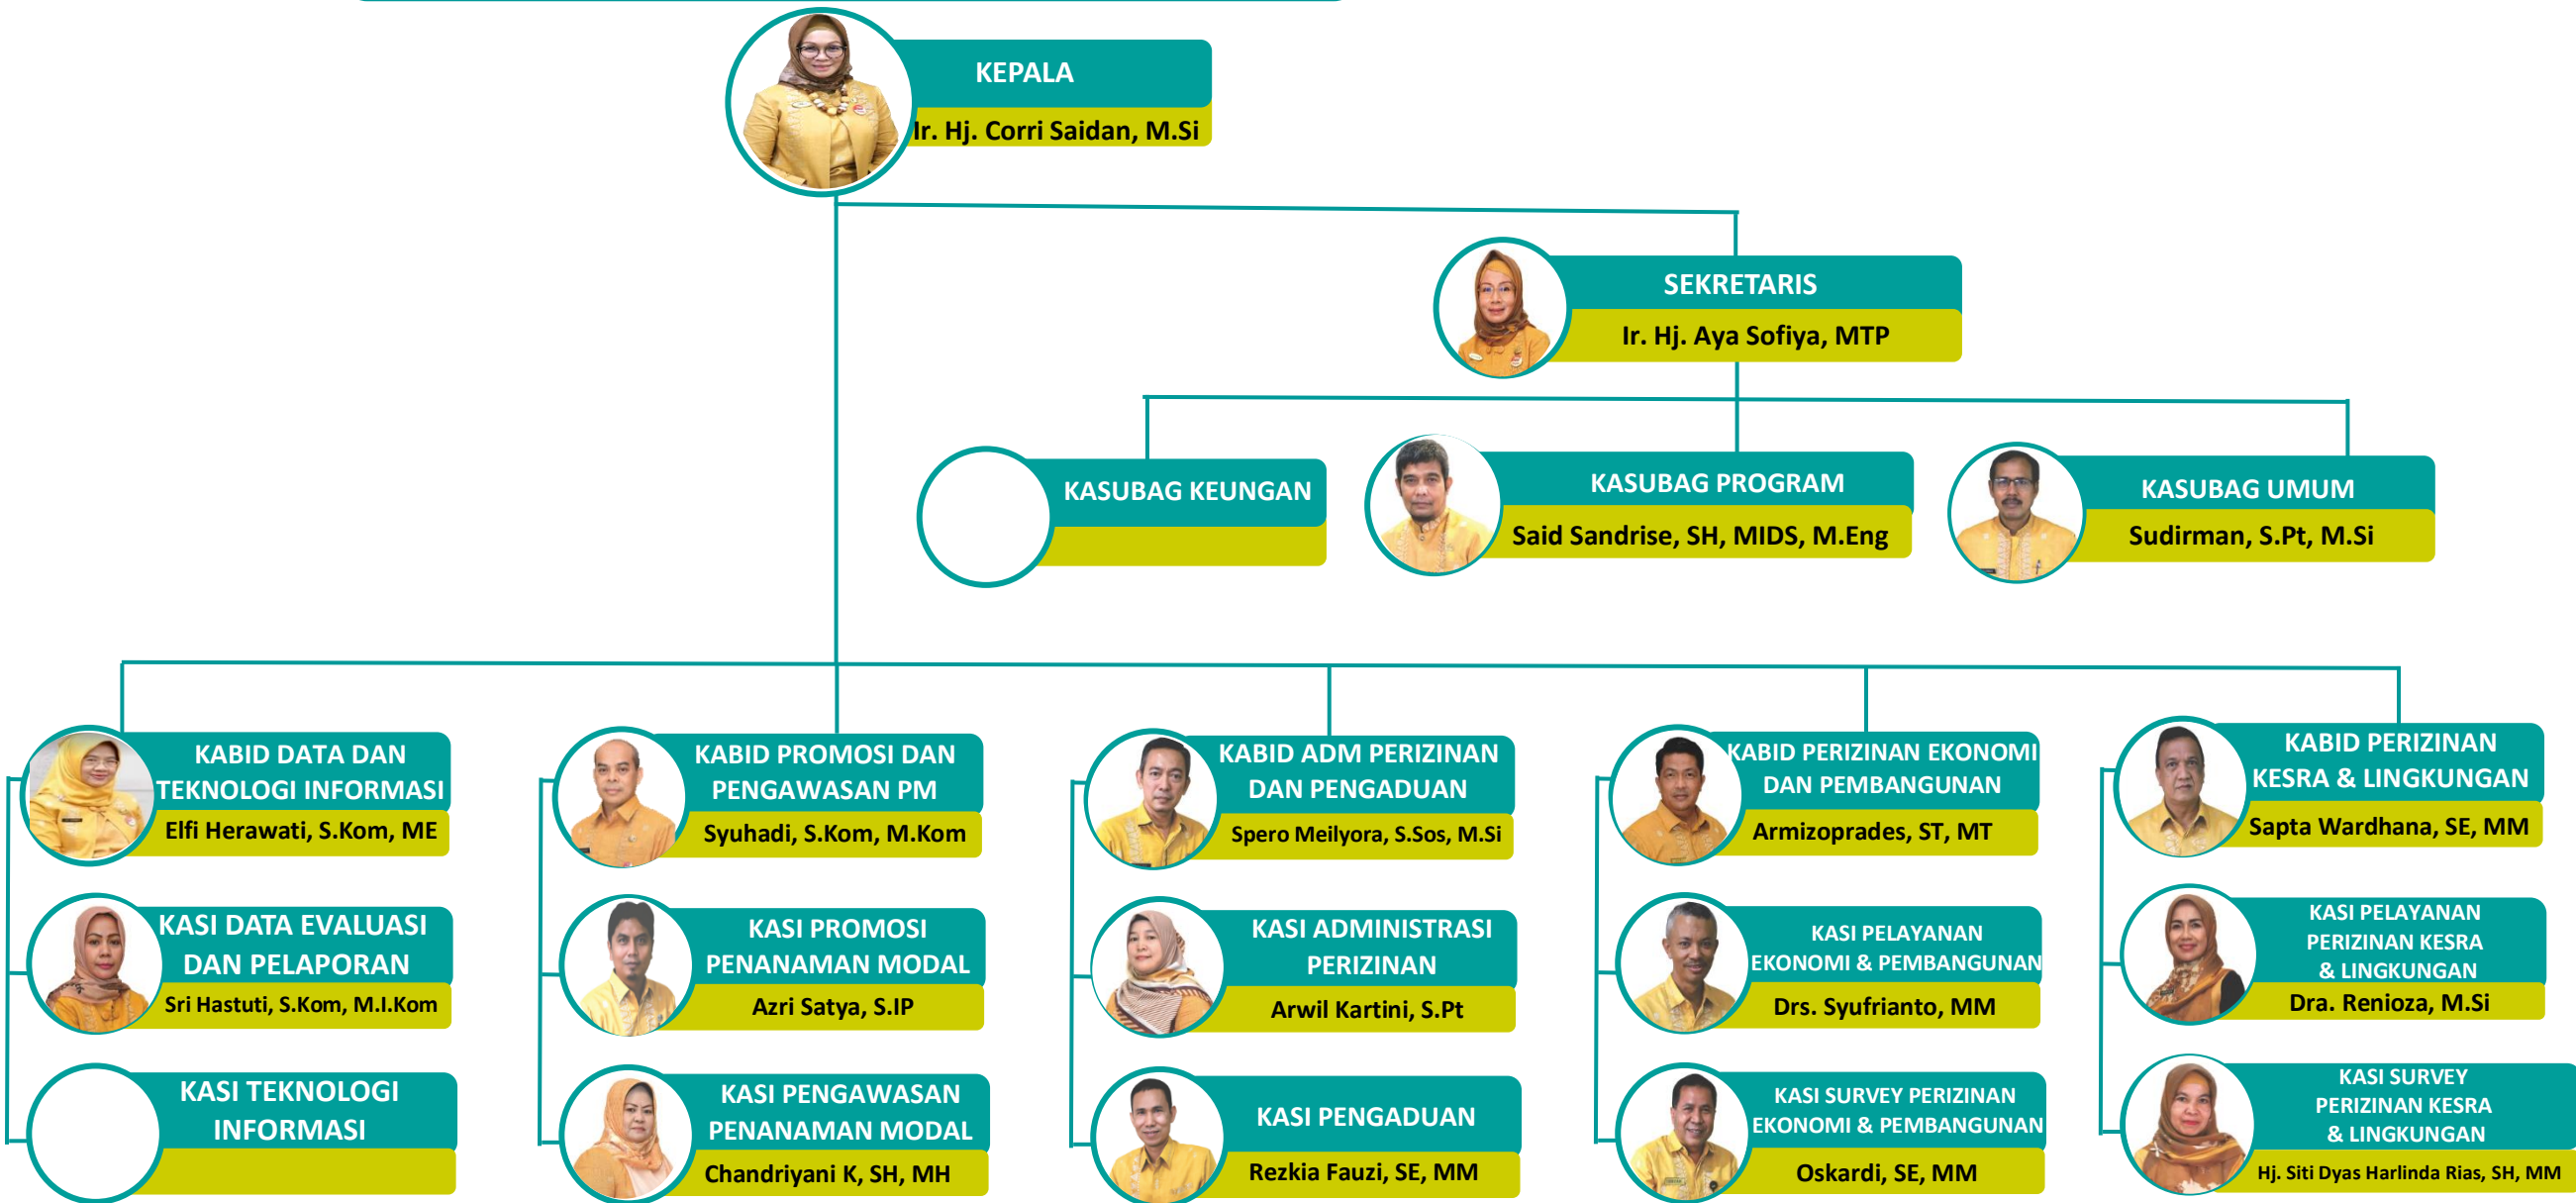 KEPALA
Ir. Hj. Corri Saidan, M.Si
SEKRETARIS
Ir. Hj. Aya Sofiya, MTP
KASUBAG KEUNGAN
KASUBAG PROGRAM
Said Sandrise, SH, MIDS, M.Eng
KASUBAG UMUM
Sudirman, S.Pt, M.Si
KABID DATA DAN
TEKNOLOGI INFORMASI
Elfi Herawati, S.Kom, ME
KABID PROMOSI DAN
PENGAWASAN PM
Syuhadi, S.Kom, M.Kom
KABID ADM PERIZINAN
DAN PENGADUAN
Spero Meilyora, S.Sos, M.Si
KABID PERIZINAN EKONOMI
DAN PEMBANGUNAN
Armizoprades, ST, MT
KABID PERIZINAN
KESRA & LINGKUNGAN
Sapta Wardhana, SE, MM
KASI DATA EVALUASI
DAN PELAPORAN
Sri Hastuti, S.Kom, M.I.Kom
KASI PROMOSI
PENANAMAN MODAL
Azri Satya, S.IP
KASI ADMINISTRASI
PERIZINAN
Arwil Kartini, S.Pt
KASI PELAYANAN
EKONOMI & PEMBANGUNAN
Drs. Syufrianto, MM
KASI PELAYANAN
PERIZINAN KESRA
& LINGKUNGAN
Dra. Renioza, M.Si
KASI TEKNOLOGI
INFORMASI
KASI PENGAWASAN
PENANAMAN MODAL
Chandriyani K, SH, MH
KASI PENGADUAN
Rezkia Fauzi, SE, MM
KASI SURVEY PERIZINAN
EKONOMI & PEMBANGUNAN
Oskardi, SE, MM
KASI SURVEY
PERIZINAN KESRA
& LINGKUNGAN
Hj. Siti Dyas Harlinda Rias, SH, MM